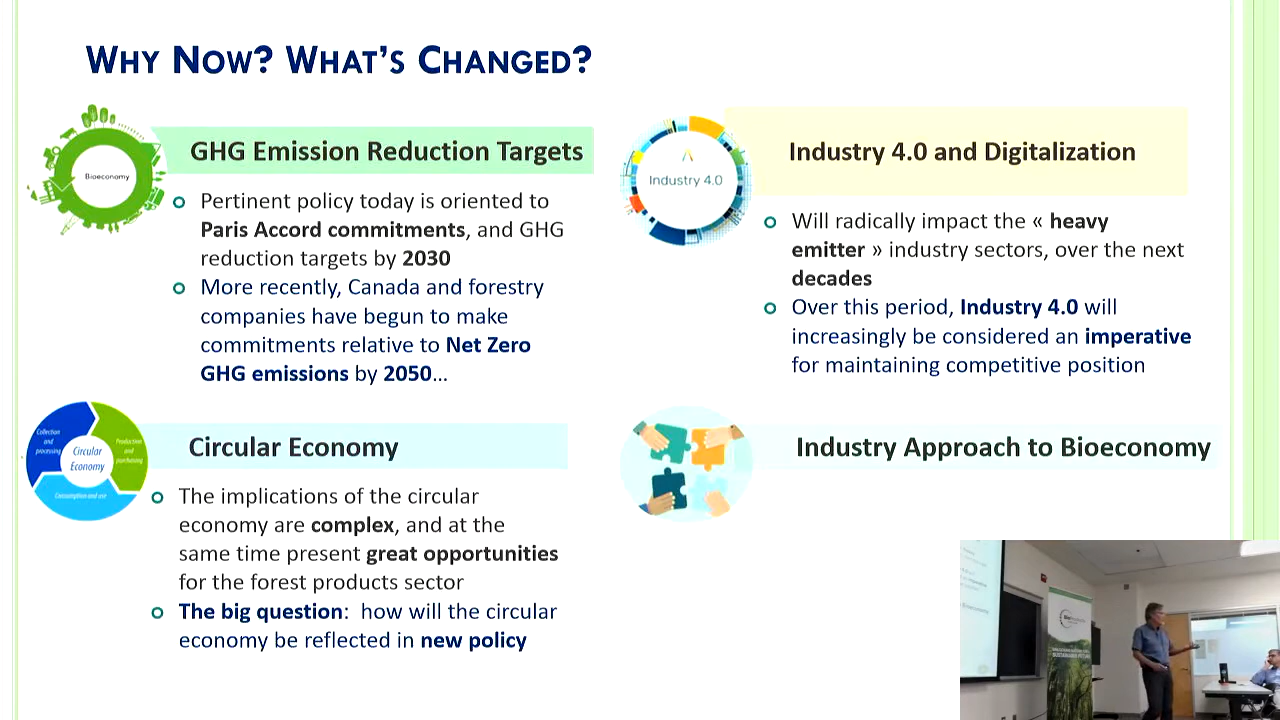 WHY NOW? WHAT'S CHANGED?
Bioeconomy
GHG Emission Reduction Targets
Pertinent policy today is oriented to
Paris Accord commitments, and GHG
reduction targets by 2030
More recently, Canada and forestry
companies have begun to make
commitments relative to Net Zero
GHG emissions by 2050…
Industry 4.0
Industry 4.0 and Digitalization
Will radically impact the « heavy
emitter » industry sectors, over the next
decades
Over this period, Industry 4.0 will
increasingly be considered an imperative
for maintaining competitive position
Collection
and
processing
Production
and
purchasing
Circular
Economy
Consumption and use
Circular Economy
The implications of the circular
economy are complex, and at the
same time present great opportunities
for the forest products sector
The big question: how will the circular
economy be reflected in new policy
Industry Approach to Bioeconomy